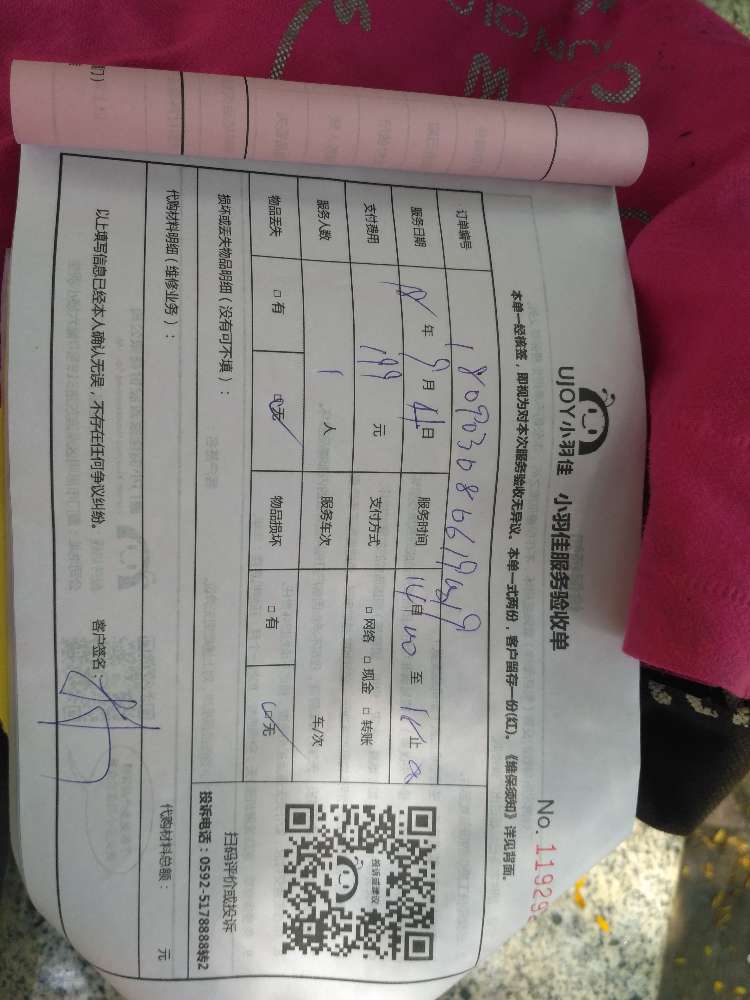 UJOY小羽佳 小羽佳服务验收单
No. 11929
本单一经核签，即视为对本次服务验收无异议、本单一式两份，客户留存一份(红)。《维保须知》详见背面。
订单编号
服务日期 18年9月4日 服务时间 至 止
支付费用 199 元 支付方式 □网络 □现金 □转账
服务人数 1 人 服务车次 车/次
物品丢失 □有 □无 物品损坏 □有 □无
损坏或丢失物品明细（没有可不填）：
投诉或建议
扫码评价或投诉
投诉电话：0592-5178888转2
代购材料明细（维修业务）： 代购材料总额： 元
以上填写信息已经本人确认无误，不存在任何争议纠纷。 客户签名：